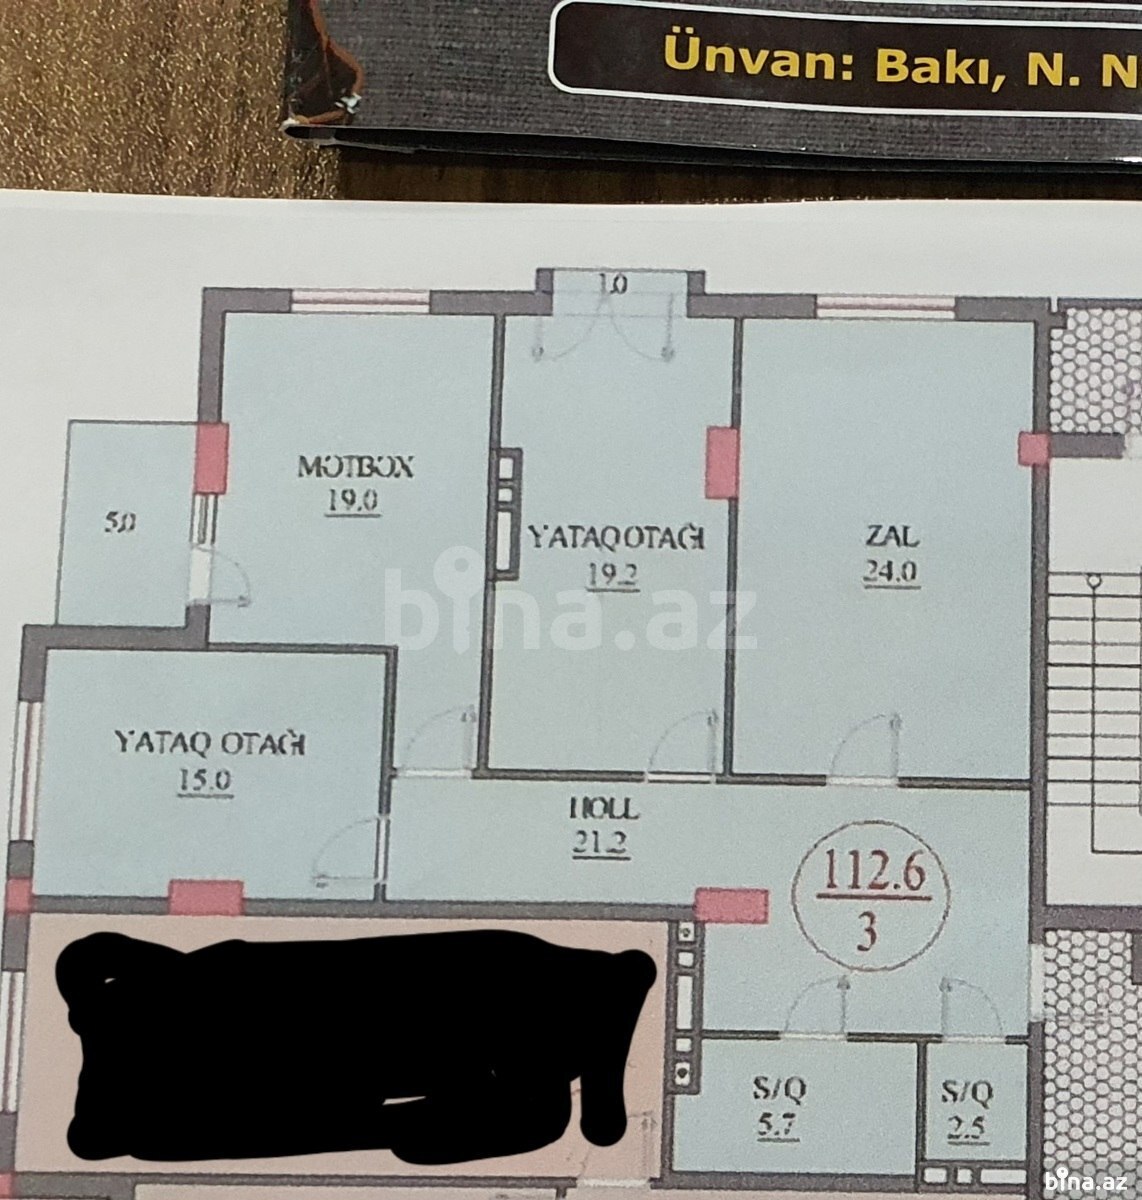 Ünvan: Bakı, N. N
1.0
MƏTBƏX
19.0
5.0
YATAQ OTAĞI
19.2
ZAL
24.0
bina.az
YATAQ OTAĞI
15.0
HOLL
21.2
112.6
3
S/Q
5.7
S/Q
2.5
bina.az